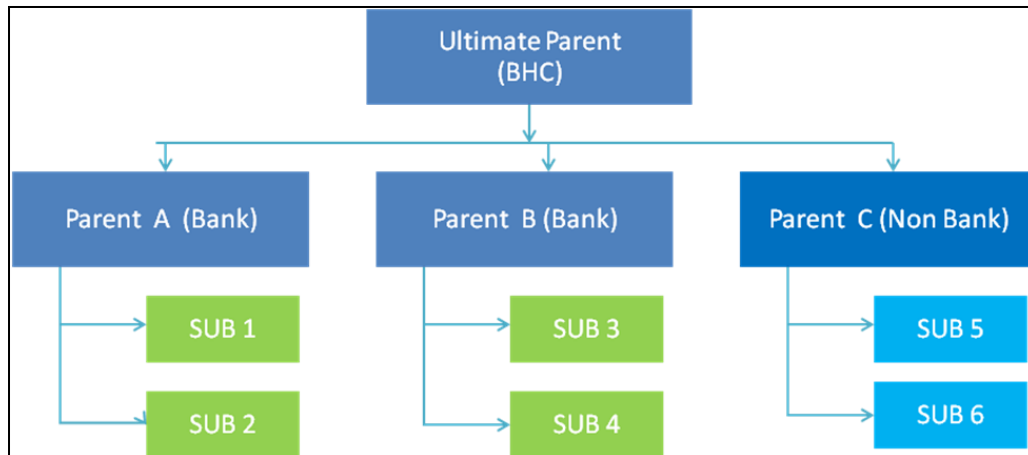 Ultimate Parent
(BHC)
Parent A (Bank)
Parent B (Bank)
Parent C (Non Bank)
SUB 1
SUB 3
SUB 5
SUB 2
SUB 4
SUB 6